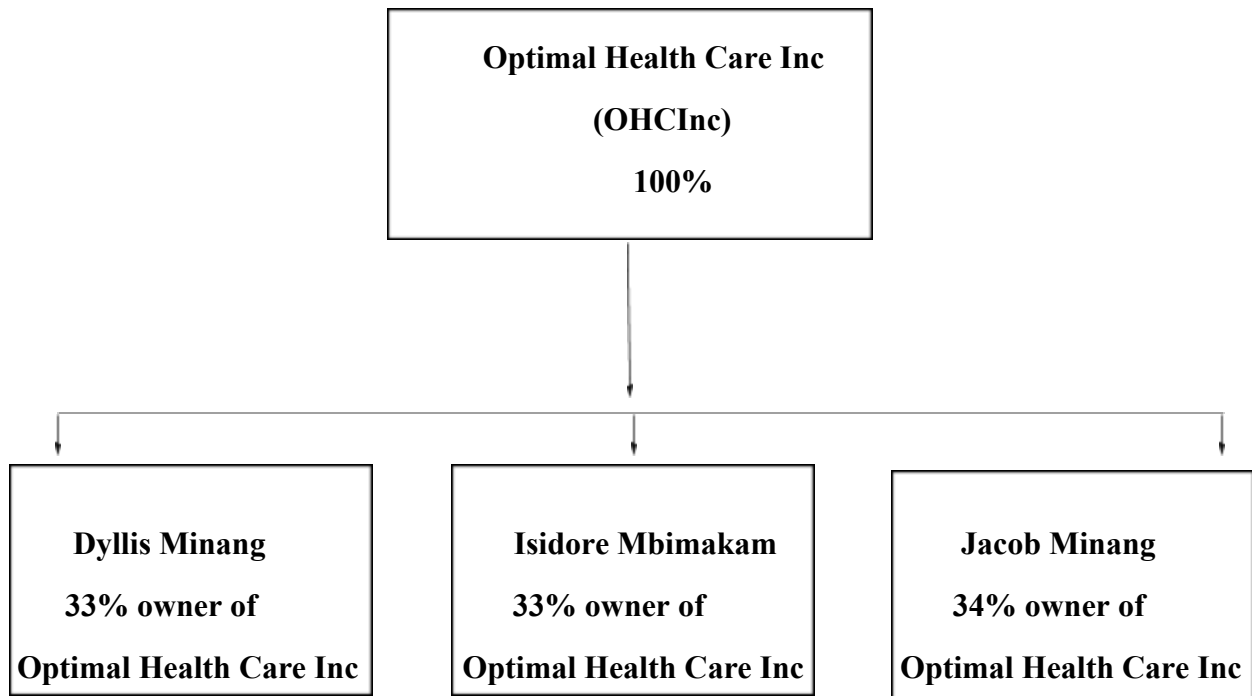 Optimal Health Care Inc
(OHCInc)
100%
Dyllis Minang
33% owner of
Optimal Health Care Inc
Isidore Mbimakam
33% owner of
Optimal Health Care Inc
Jacob Minang
34% owner of
Optimal Health Care Inc